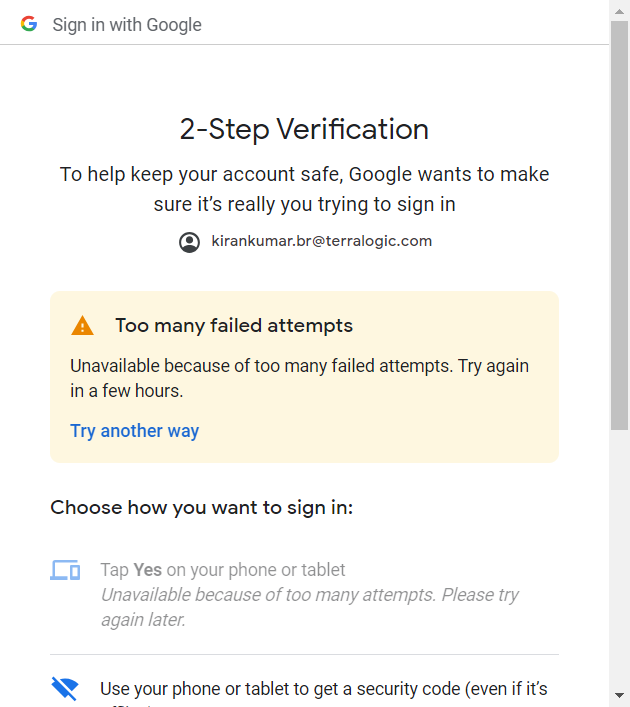 Sign in with Google
2-Step Verification
To help keep your account safe, Google wants to make
sure it’s really you trying to sign in
kirankumar.br@terralogic.com
Too many failed attempts
Unavailable because of too many failed attempts. Try again
in a few hours.
Try another way
Choose how you want to sign in:
Tap Yes on your phone or tablet
Unavailable because of too many attempts. Please try
again later.
Use your phone or tablet to get a security code (even if it’s